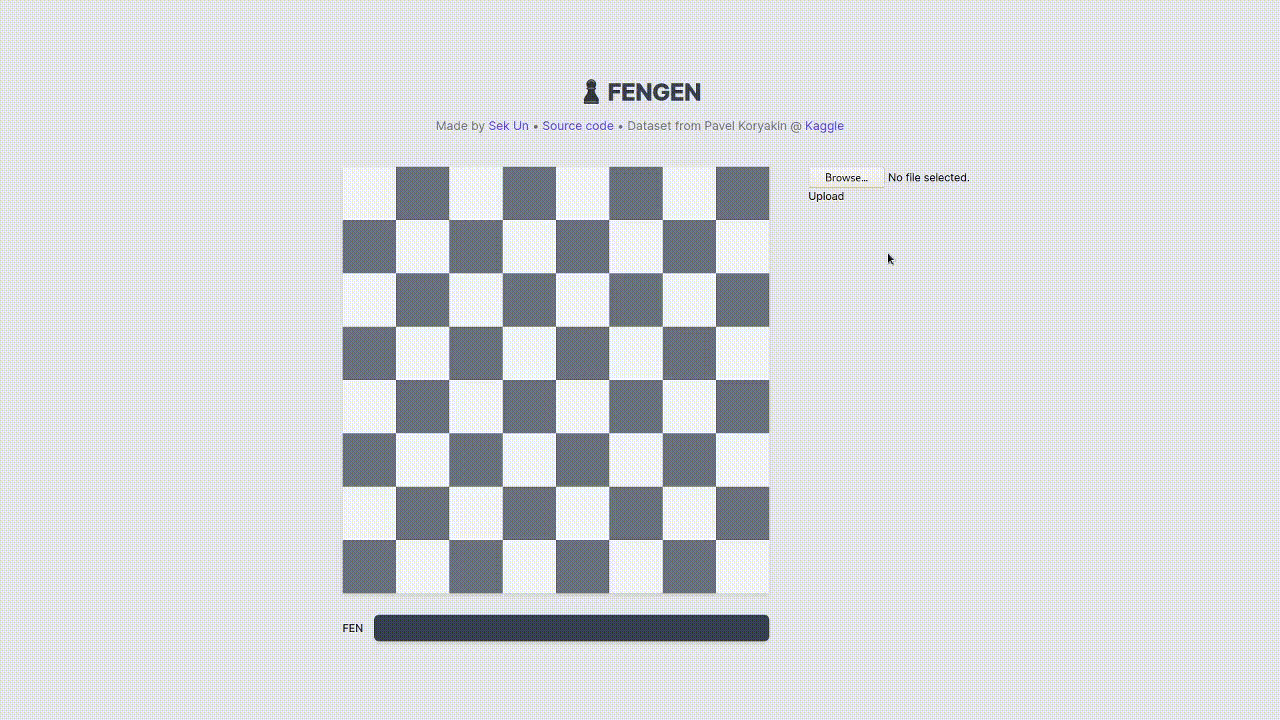 FENGEN
Made by Sek Un • Source code • Dataset from Pavel Koryakin @ Kaggle
Browse... No file selected.
Upload
FEN